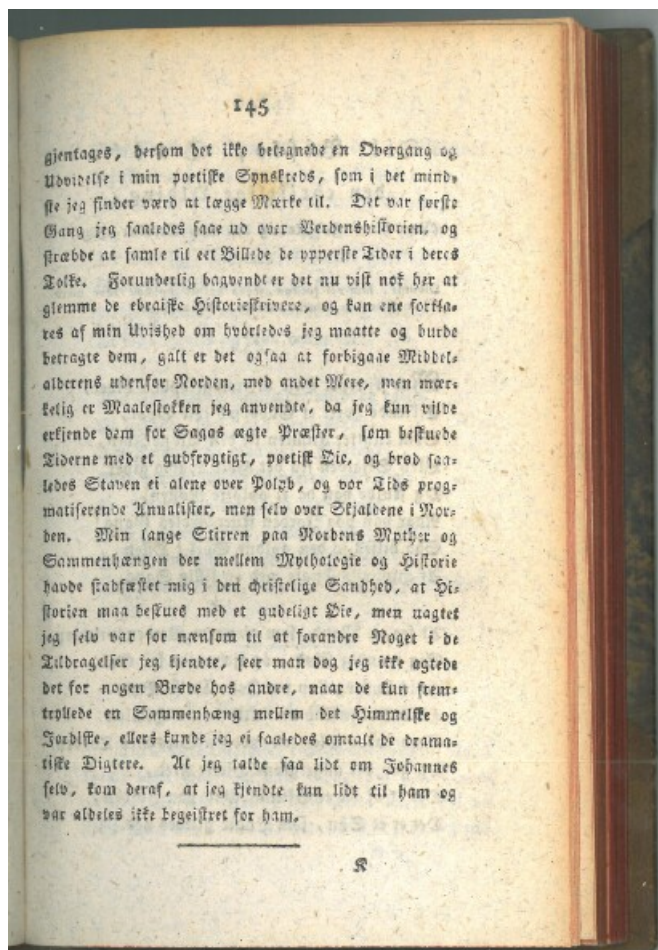 145
gjentages, dersom det ikke betegnede en Overgang og
Udvidelse i min poetiske Synskreds, som i det mind-
ste jeg finder værd at lægge Mærke til. Det var første
Gang jeg saaledes saae ud over Verdenshistorien, og
stræbde at samle til eet Billede de ypperste Tider i deres
Tolke. Forunderlig bagvendt er det nu vist nok her at
glemme de ebraiske Historieskrivere, og kan ene forkla-
res af min Uvished om hvorledes jeg maatte og burde
betragte dem, galt er det ogsaa at forbigaae Middel-
alderens udenfor Norden, med andet Mere, men mær-
kelig er Maalestokken jeg anvendte, da jeg kun vilde
erkjende dem for Sagas ægte Præster, som beskuede
Tiderne med et gudfrygtigt, poetisk Øie, og brød saa-
ledes Staven ei alene over Polyb, og vor Tids prag-
matiserende Annalister, men selv over Skjaldene i Nor-
den. Min lange Stirren paa Nordens Myther og
Sammenhængen der mellem Mythologie og Historie
havde stadfæstet mig i den christelige Sandhed, at Hi-
storien maa beskues med et gudeligt Øie, men uagtet
jeg selv var for nænsom til at forandre Noget i de
Tildragelser jeg kjendte, seer man dog jeg ikke agtede
det for nogen Brøde hos andre, naar de kun frem-
tryllede en Sammenhæng mellem det Himmelske og
Jordiske, ellers kunde jeg ei saaledes omtalt de drama-
tiske Digtere. At jeg talde saa lidt om Johannes
selv, kom deraf, at jeg kjendte kun lidt til ham og
var aldeles ikke begeistret for ham.
K